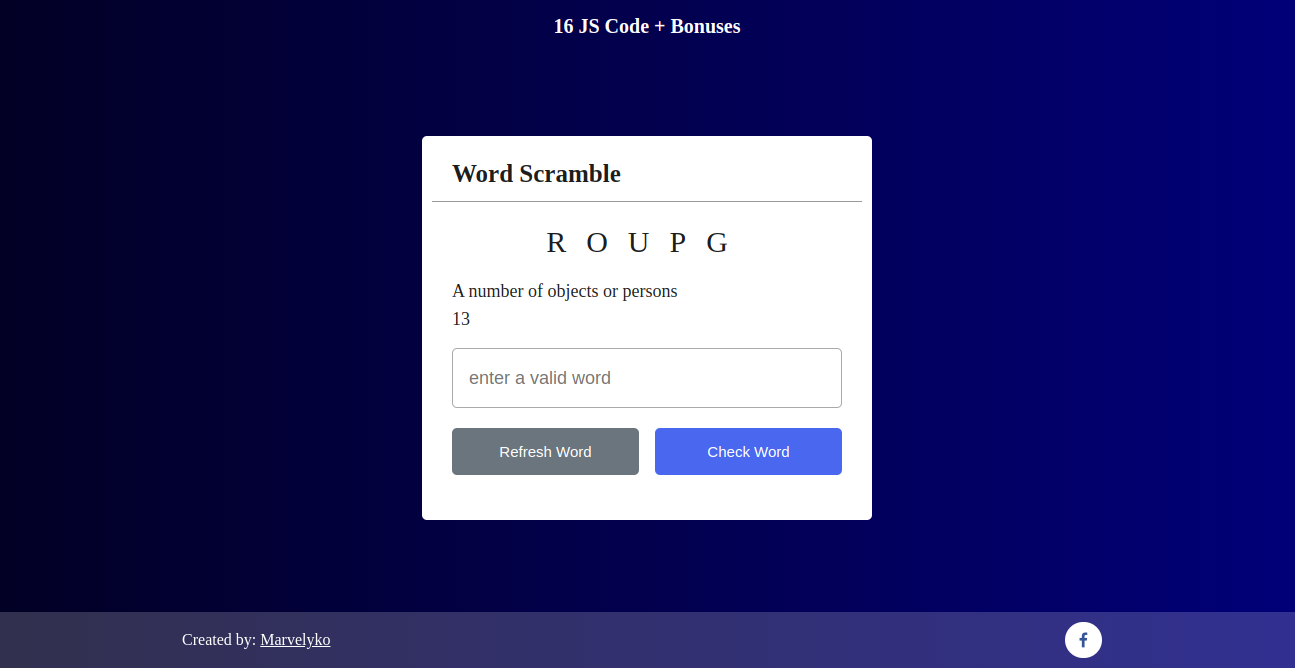 16 JS Code + Bonuses
Word Scramble
R O U P G
A number of objects or persons
13
enter a valid word
Refresh Word
Check Word
Created by: Marvelyko